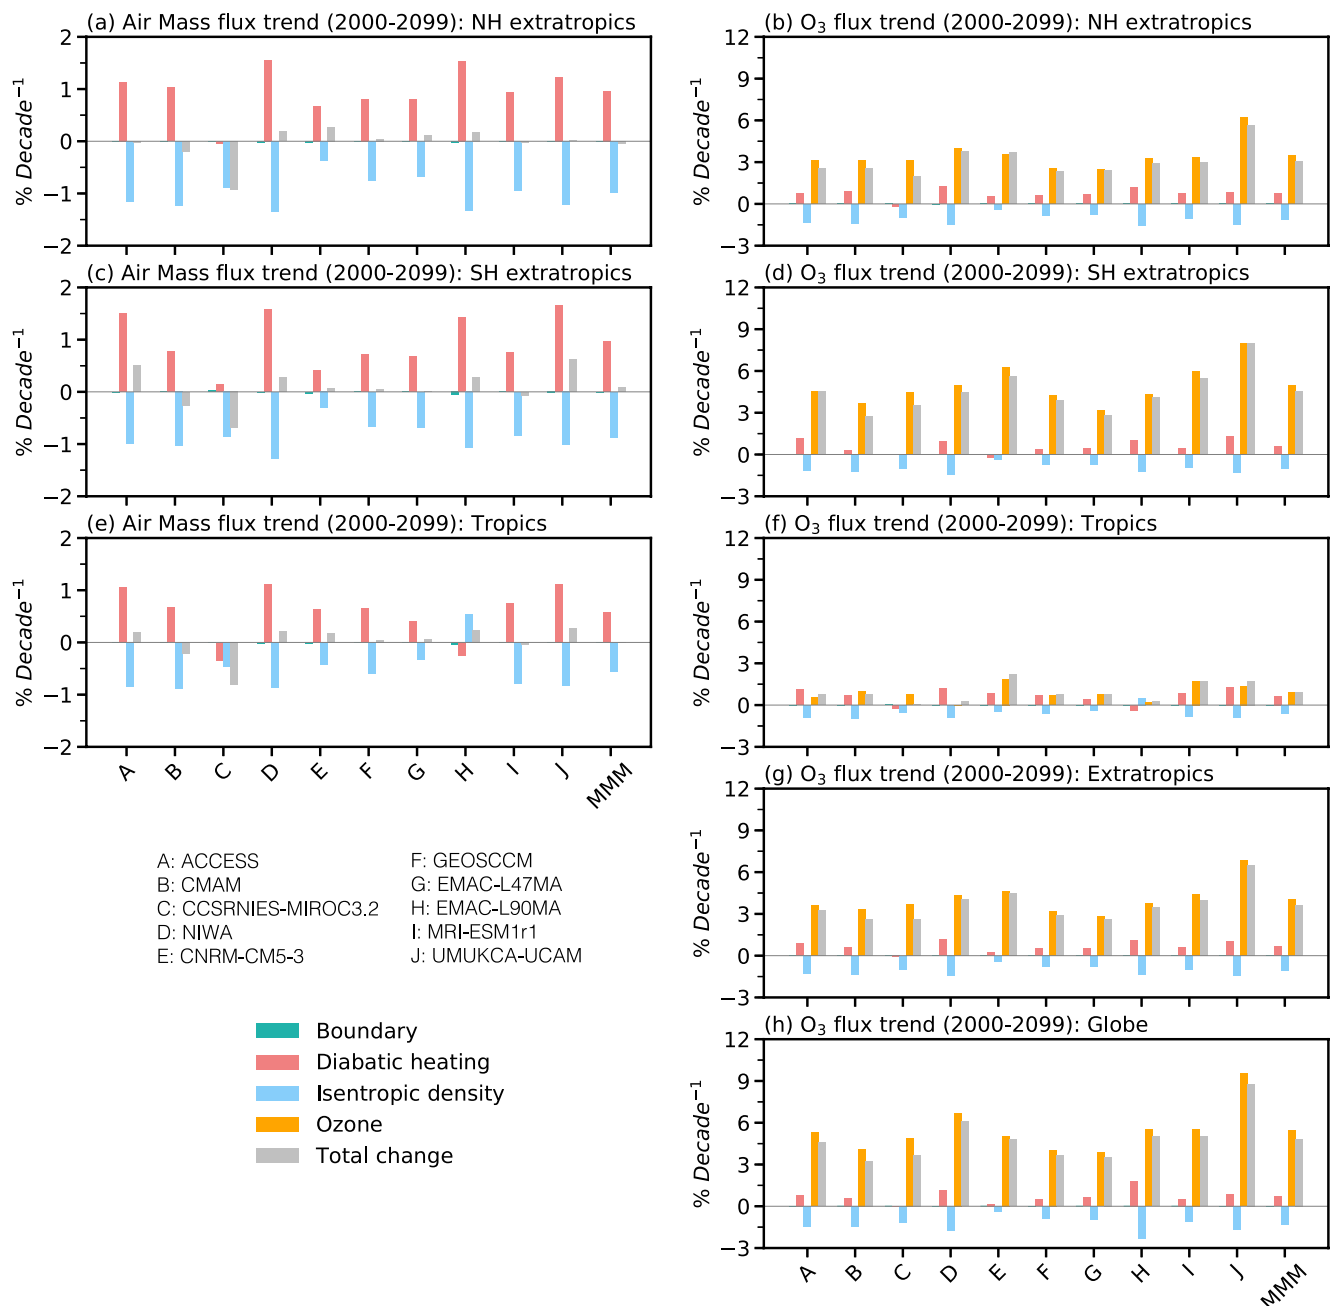 (a) Air Mass flux trend (2000-2099): NH extratropics
2
1
0
−1
−2
% Decade⁻¹
(b) O₃ flux trend (2000-2099): NH extratropics
12
9
6
3
0
−3
% Decade⁻¹
(c) Air Mass flux trend (2000-2099): SH extratropics
2
1
0
−1
−2
% Decade⁻¹
(d) O₃ flux trend (2000-2099): SH extratropics
12
9
6
3
0
−3
% Decade⁻¹
(e) Air Mass flux trend (2000-2099): Tropics
2
1
0
−1
−2
% Decade⁻¹
A B C D E F G H I J MMM
(f) O₃ flux trend (2000-2099): Tropics
12
9
6
3
0
−3
% Decade⁻¹
(g) O₃ flux trend (2000-2099): Extratropics
12
9
6
3
0
−3
% Decade⁻¹
A: ACCESS
B: CMAM
C: CCSRNIES-MIROC3.2
D: NIWA
E: CNRM-CM5-3
F: GEOSCCM
G: EMAC-L47MA
H: EMAC-L90MA
I: MRI-ESM1r1
J: UMUKCA-UCAM
Boundary
Diabatic heating
Isentropic density
Ozone
Total change
(h) O₃ flux trend (2000-2099): Globe
12
9
6
3
0
−3
% Decade⁻¹
A B C D E F G H I J MMM